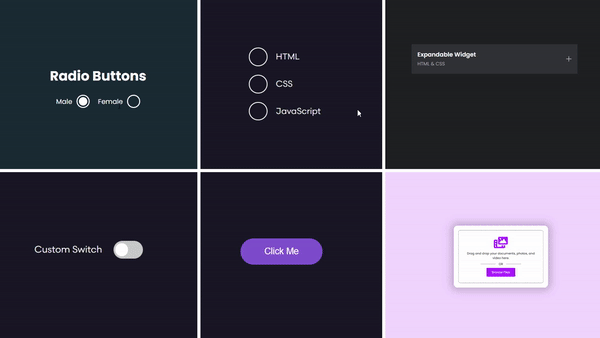 Radio Buttons
Male
Female
HTML
CSS
JavaScript
Expandable Widget
HTML & CSS
Custom Switch
Click Me
Drag and drop your documents, photos, and
video here.
OR
Browse Files